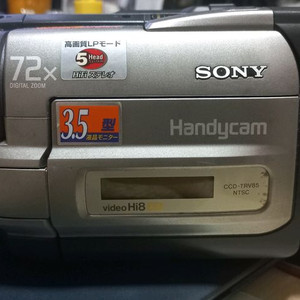 高画質LPモード
5 Head
HiFiステレオ
72x
DIGITAL ZOOM
SONY
3.5型
液晶モニター
Handycam
CCD-TRV85
NTSC
video Hi8